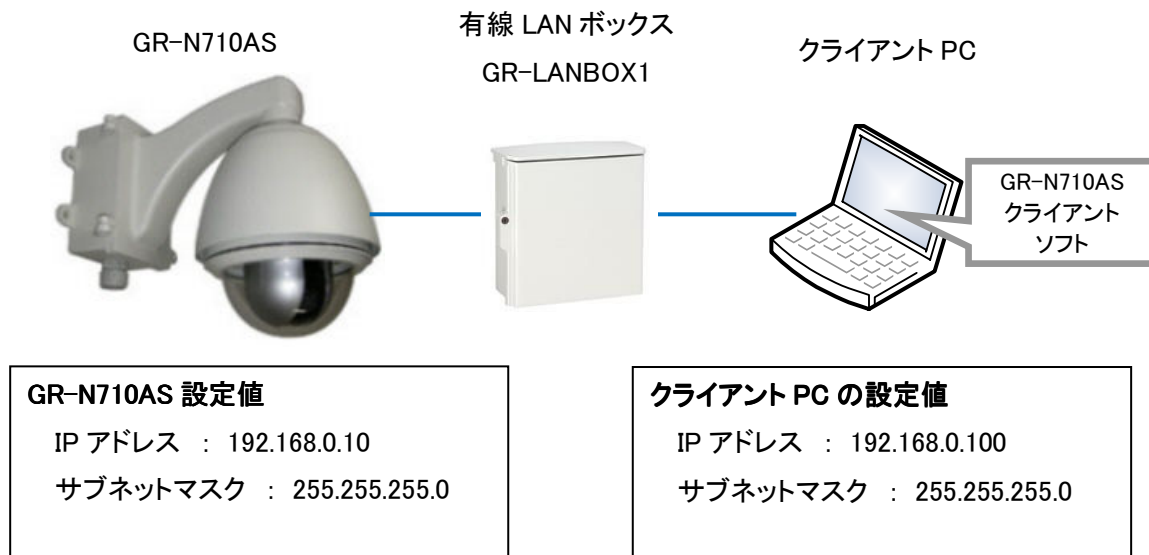 GR-N710AS
有線 LAN ボックス
GR-LANBOX1
クライアント PC
GR-N710AS
クライアント
ソフト
GR-N710AS 設定値
IP アドレス : 192.168.0.10
サブネットマスク : 255.255.255.0
クライアント PC の設定値
IP アドレス : 192.168.0.100
サブネットマスク : 255.255.255.0